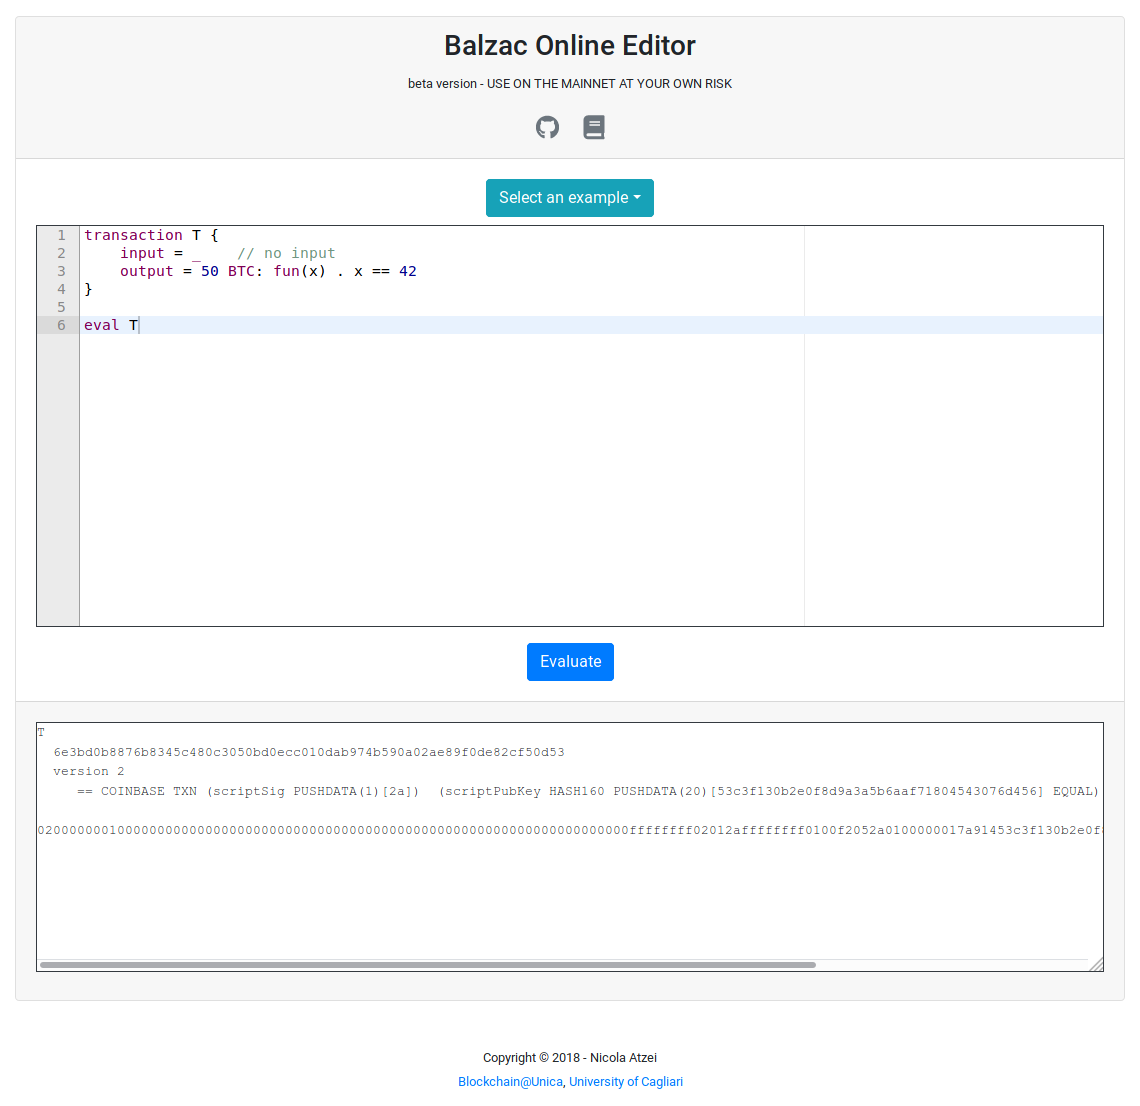 Balzac Online Editor
beta version - USE ON THE MAINNET AT YOUR OWN RISK
Select an example
1 transaction T {
2     input = _    // no input
3     output = 50 BTC: fun(x) . x == 42
4 }
5
6 eval T
Evaluate
T
6e3bd0b8876b8345c480c3050bd0ecc010dab974b590a02ae89f0de82cf50d53
version 2
== COINBASE TXN (scriptSig PUSHDATA(1)[2a])  (scriptPubKey HASH160 PUSHDATA(20)[53c3f130b2e0f8d9a3a5b6aaf71804543076d456] EQUAL)
Copyright © 2018 - Nicola Atzei
Blockchain@Unica, University of Cagliari